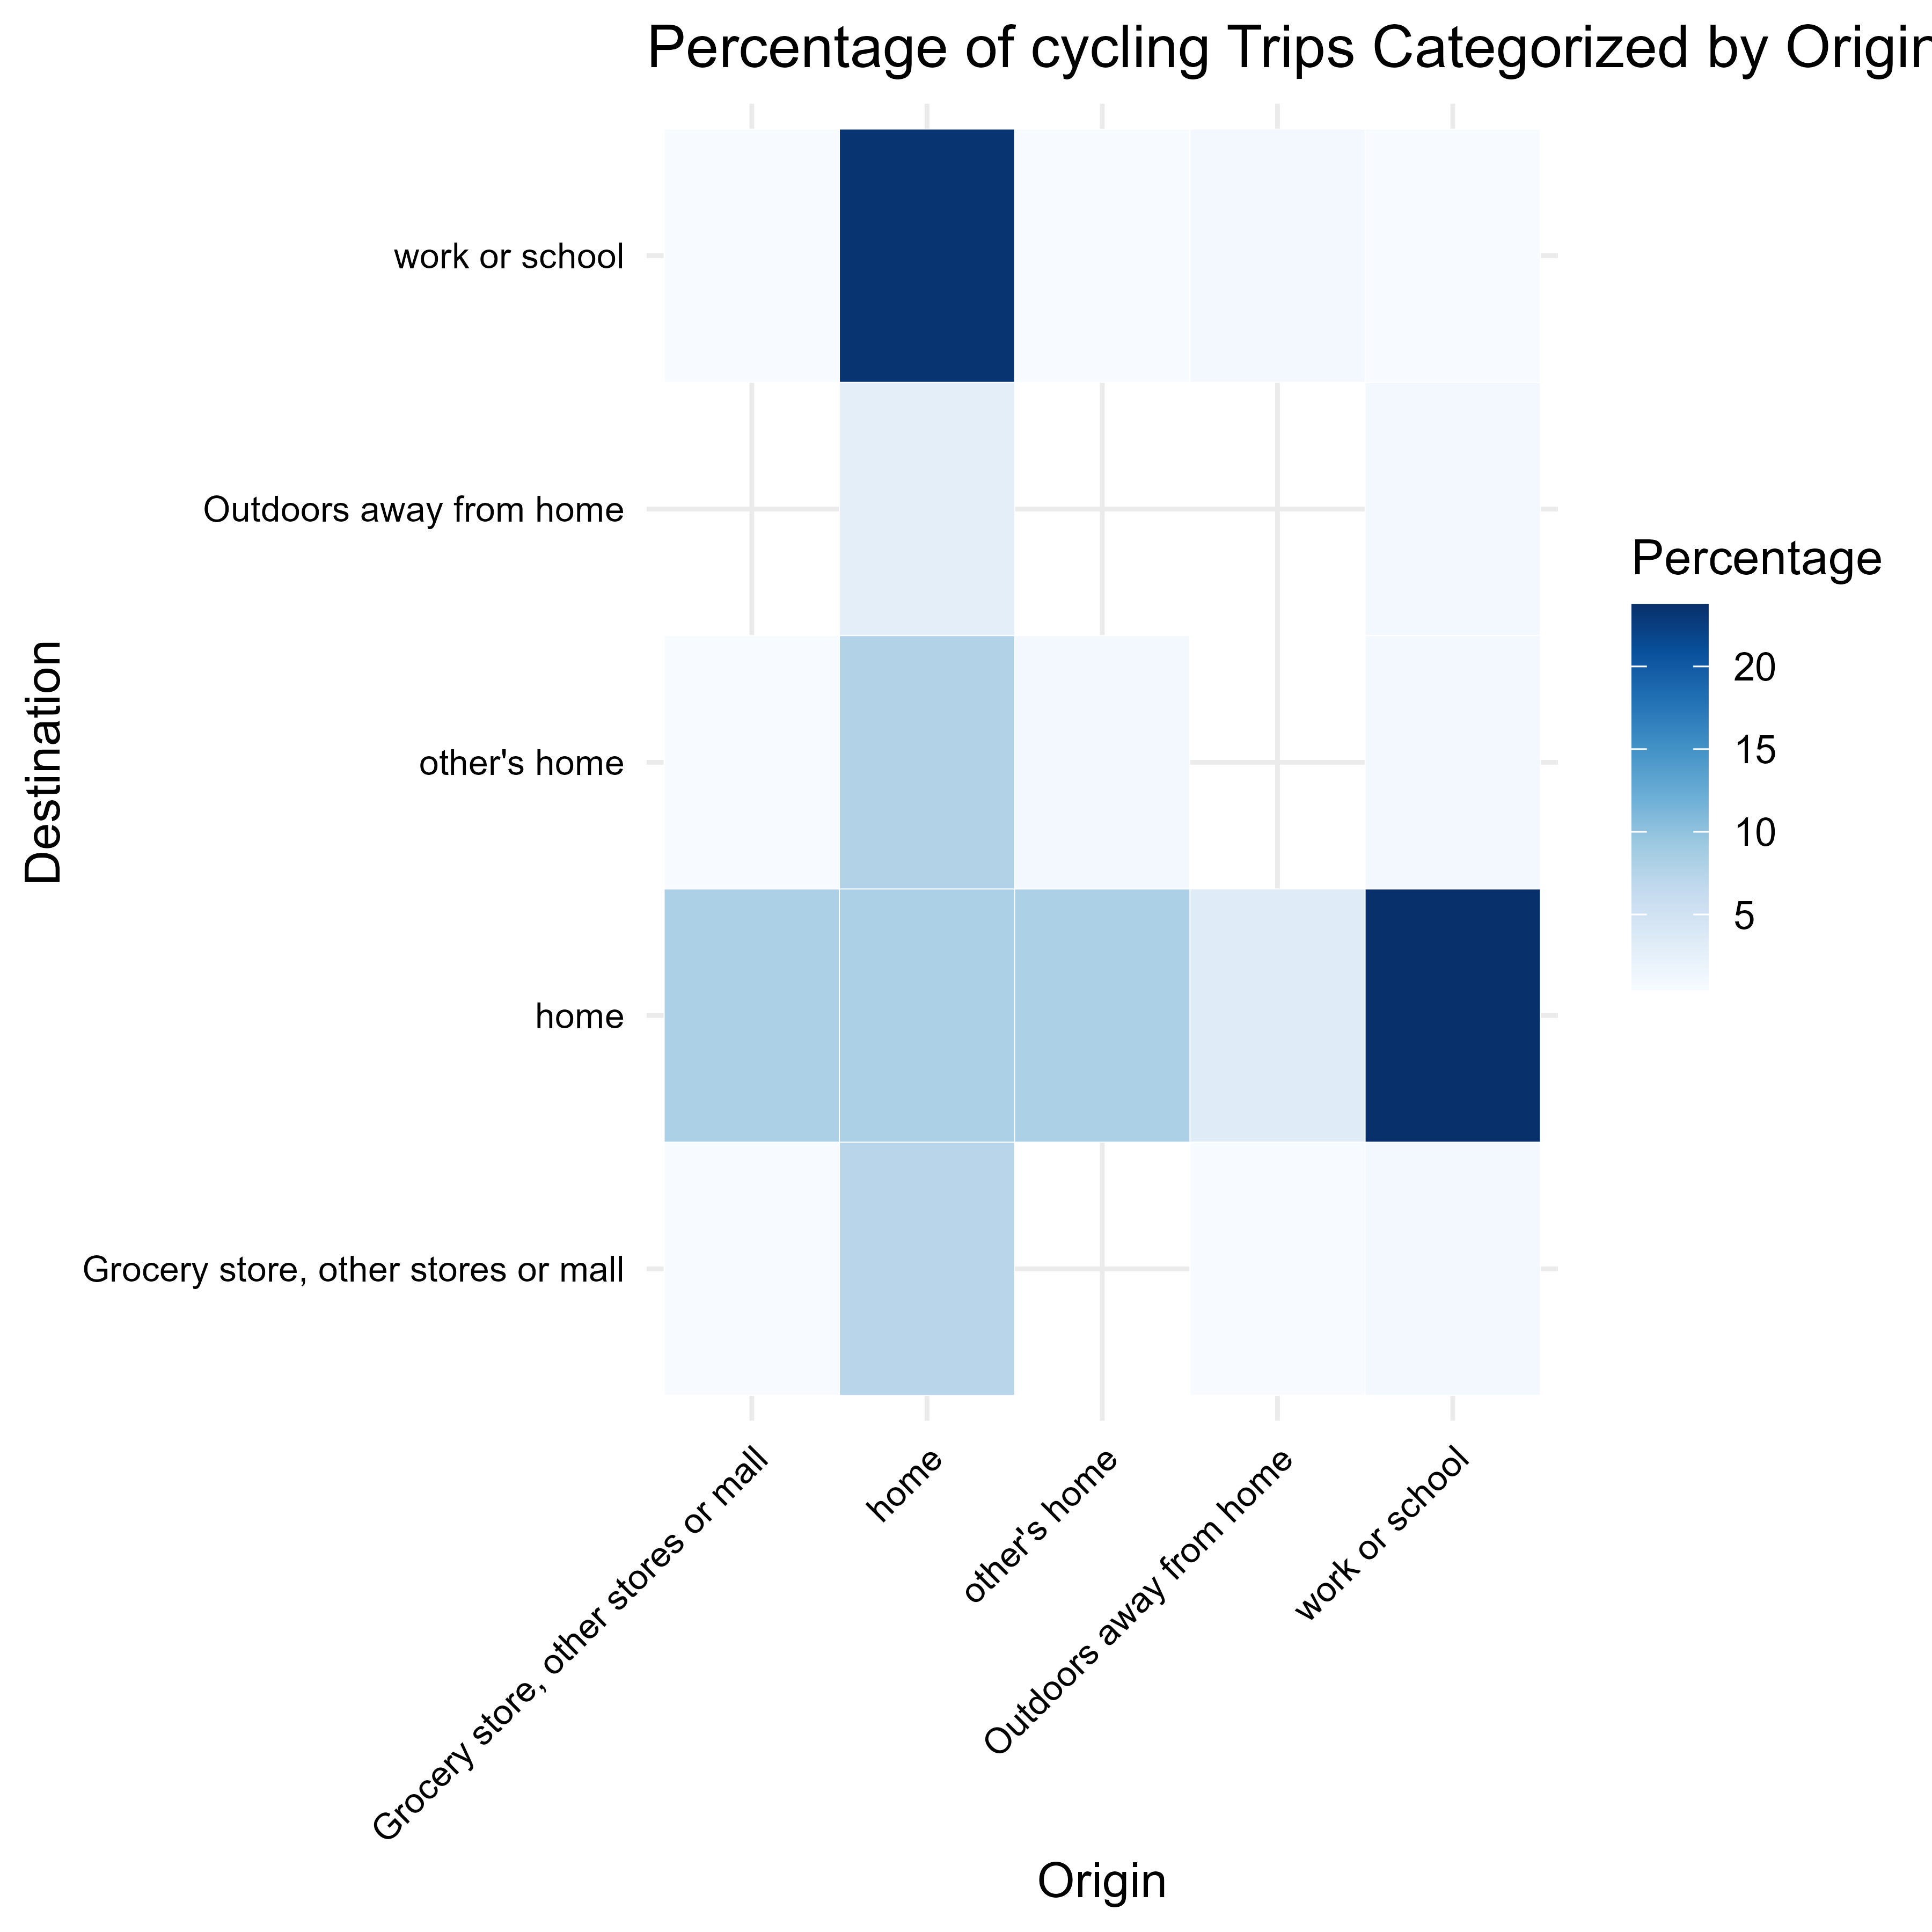 Percentage of cycling Trips Categorized by Origin
work or school
Outdoors away from home
other's home
home
Grocery store, other stores or mall
Destination
Percentage
20
15
10
5
Grocery store, other stores or mall
home
other's home
Outdoors away from home
work or school
Origin